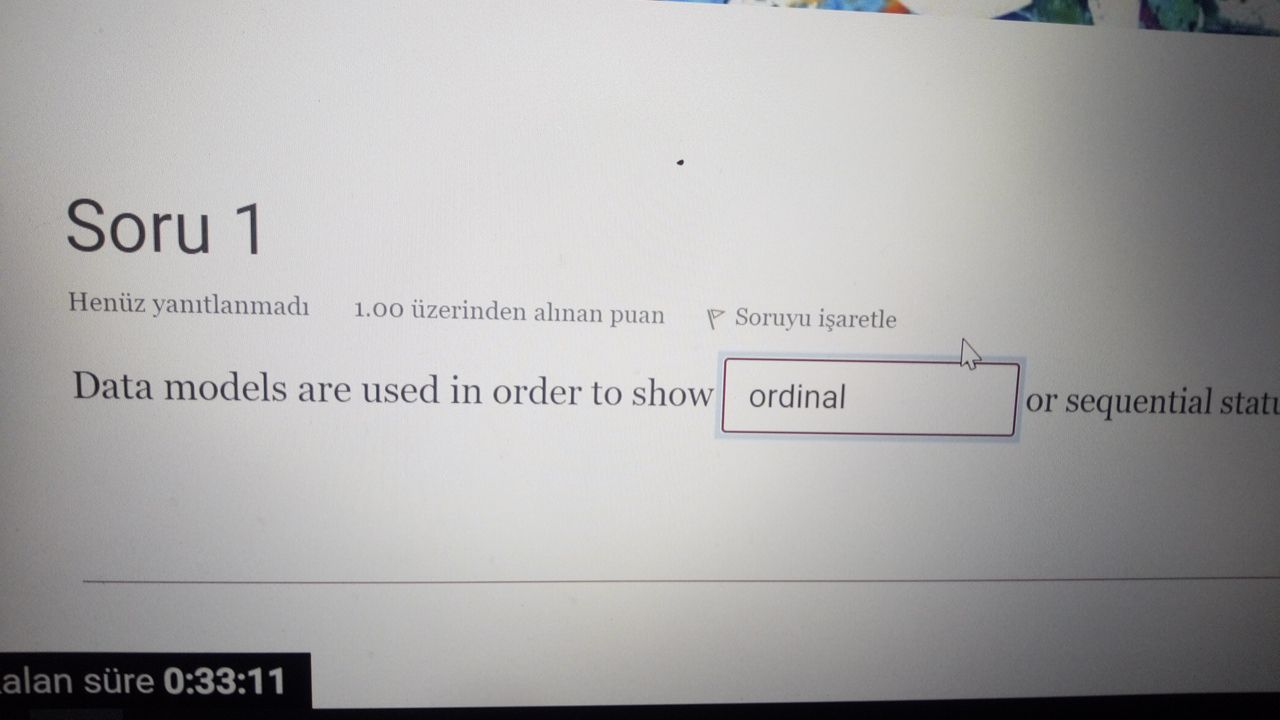 Soru 1
Henüz yanıtlanmadı 1.00 üzerinden alınan puan Soruyu işaretle
Data models are used in order to show ordinal or sequential
alan süre 0:33:11